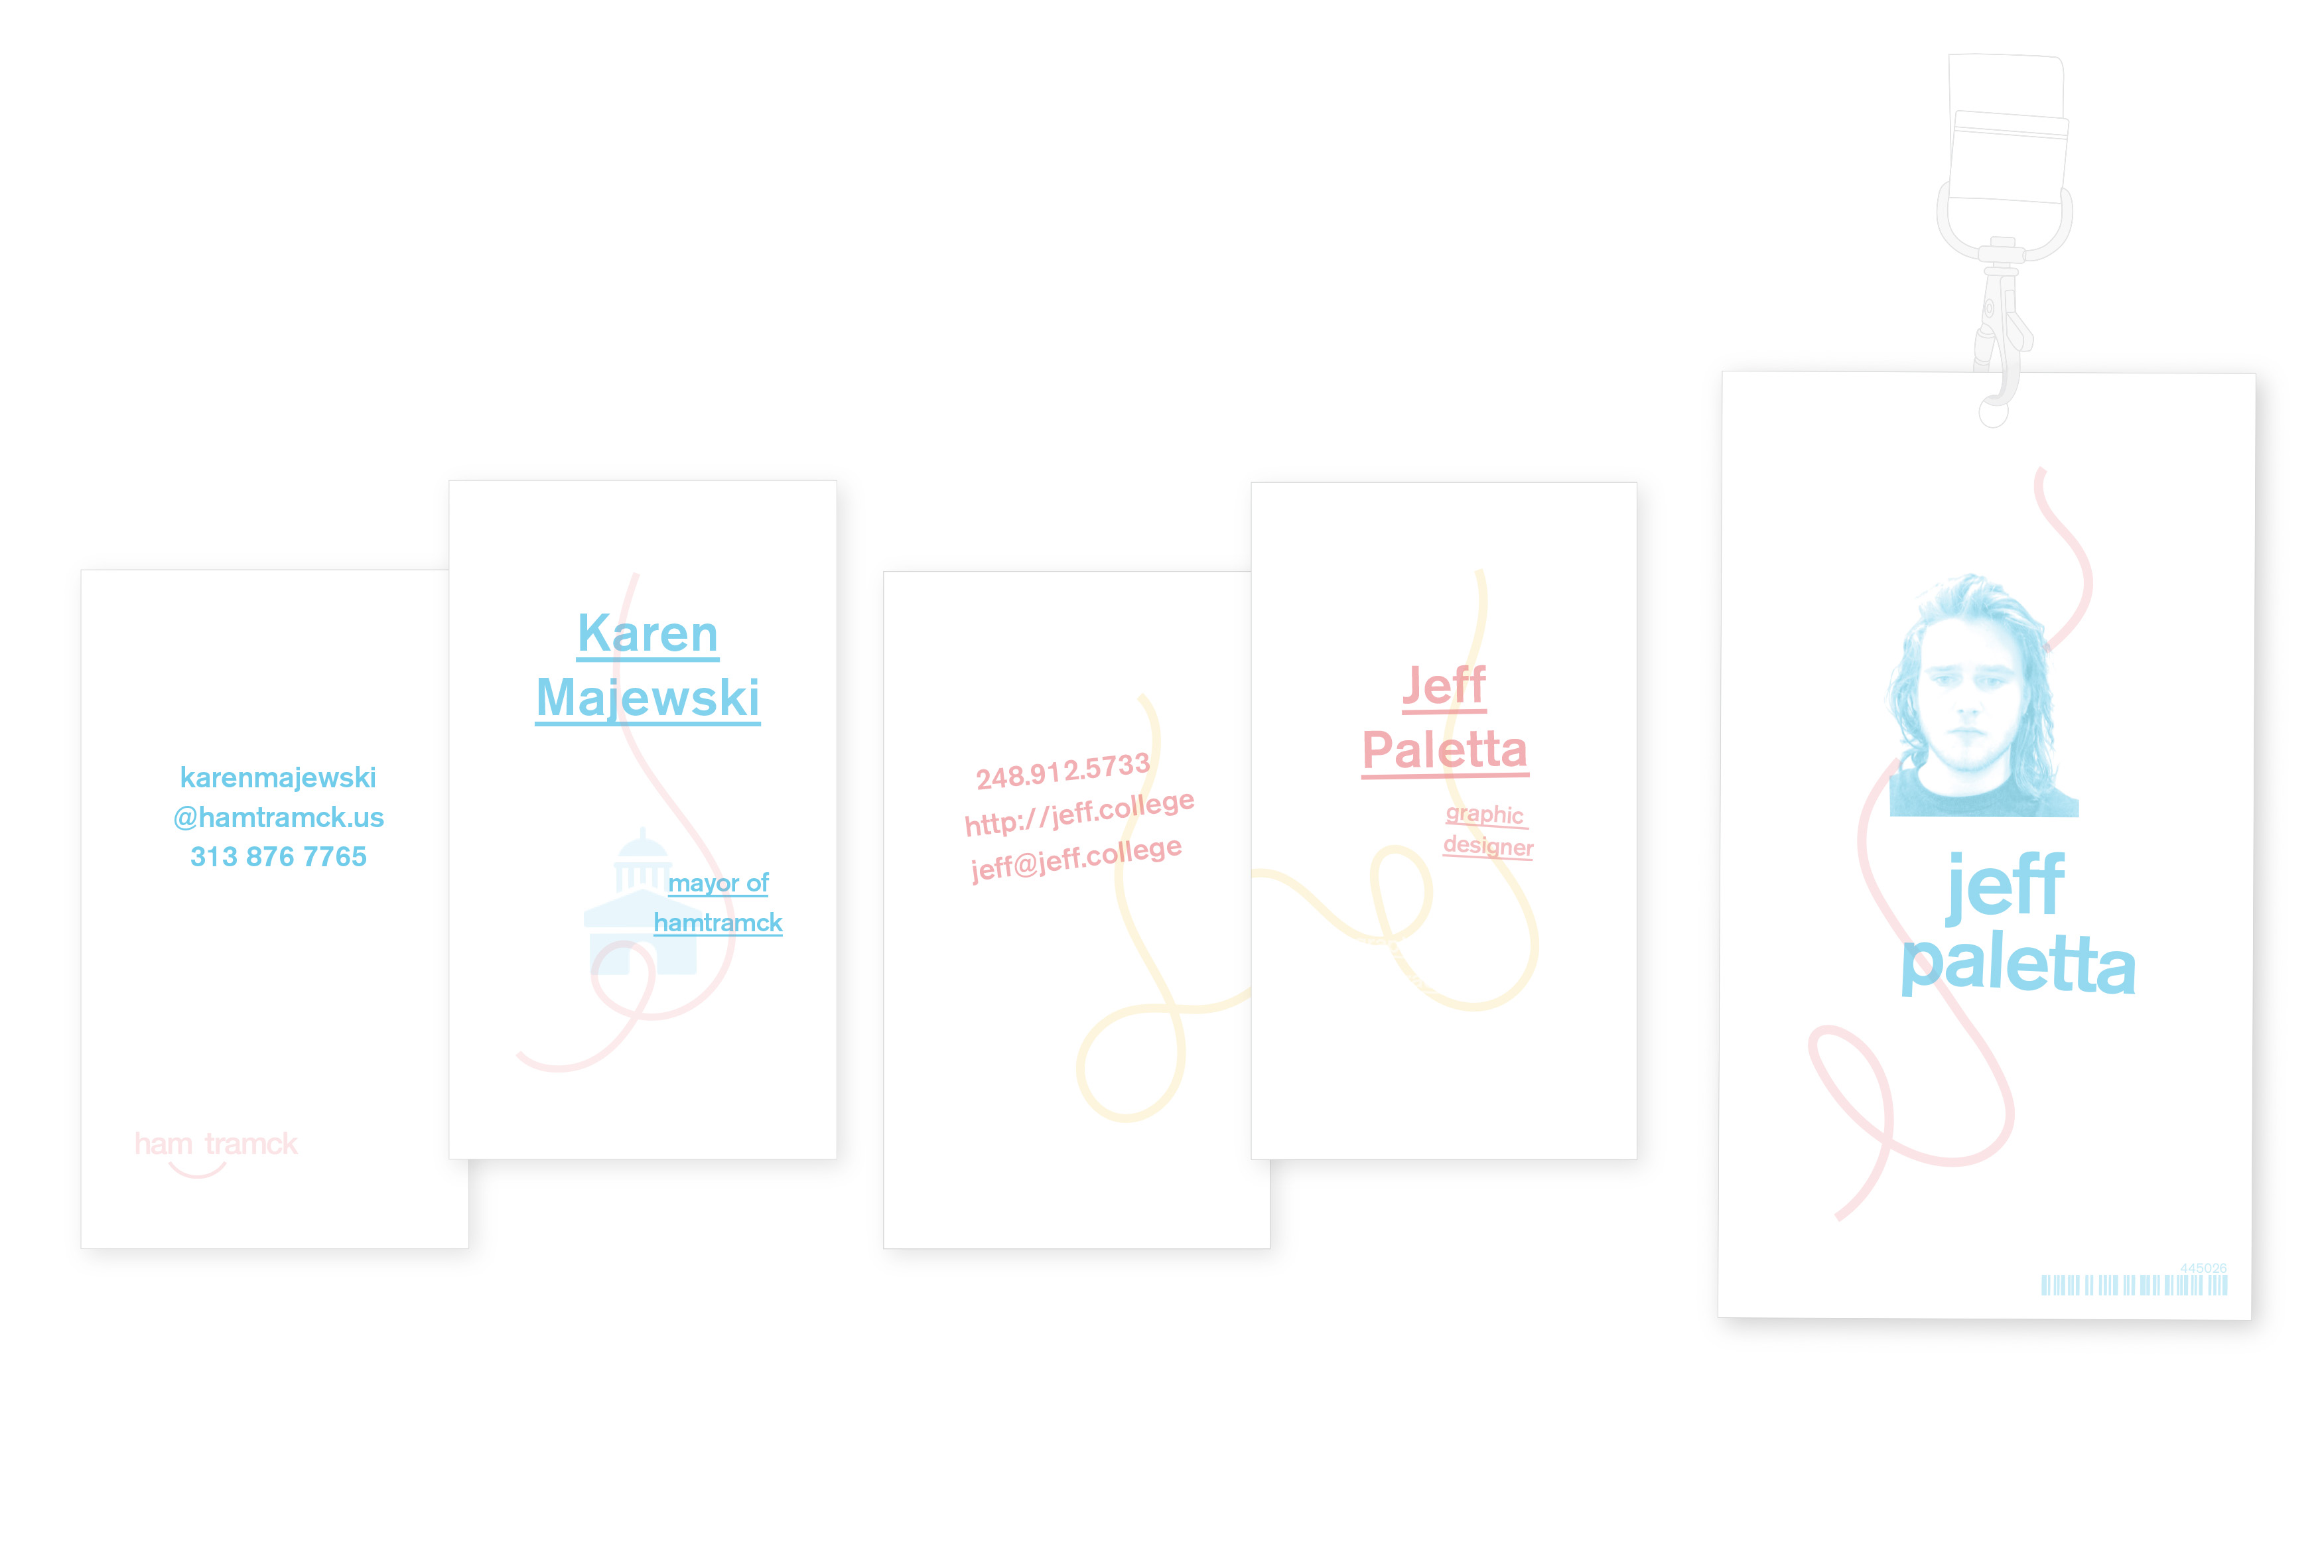 karenmajewski
@hamtramck.us
313 876 7765
ham tramck
Karen
Majewski
mayor of
hamtramck
248.912.5733
http://jeff.college
jeff@jeff.college
Jeff
Paletta
graphic
designer
jeff
paletta
445026